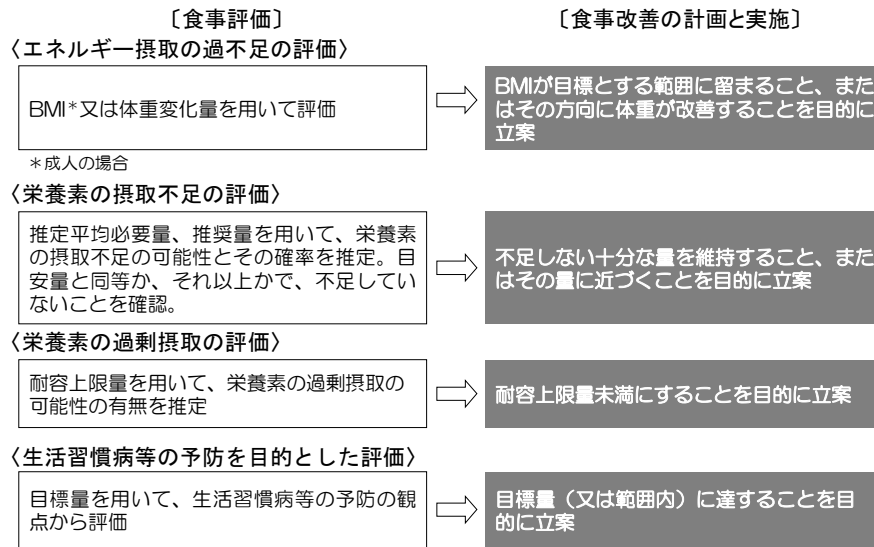 〔食事評価〕
〔食事改善の計画と実施〕
〈エネルギー摂取の過不足の評価〉
BMI*又は体重変化量を用いて評価
BMIが目標とする範囲に留まること、また
はその方向に体重が改善することを目的に
立案
*成人の場合
〈栄養素の摂取不足の評価〉
推定平均必要量、推奨量を用いて、栄養素
の摂取不足の可能性とその確率を推定。目
安量と同等か、それ以上かで、不足してい
ないことを確認。
不足しない十分な量を維持すること、また
はその量に近づくことを目的に立案
〈栄養素の過剰摂取の評価〉
耐容上限量を用いて、栄養素の過剰摂取の
可能性の有無を推定
耐容上限量未満にすることを目的に立案
〈生活習慣病等の予防を目的とした評価〉
目標量を用いて、生活習慣病等の予防の観
点から評価
目標量（又は範囲内）に達することを目
的に立案